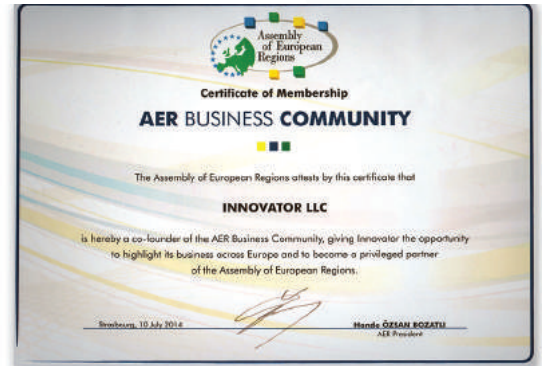 Assembly
of European
Regions
Certificate of Membership
AER BUSINESS COMMUNITY
The Assembly of European Regions attests by this certificate that
INNOVATOR LLC
is hereby a co-founder of the AER Business Community, giving Innovator the opportunity
to highlight its business across Europe and to become a privileged partner
of the Assembly of European Regions.
Strasbourg, 10 July 2014
Hande ÖZSAN BOZATLI
AER President